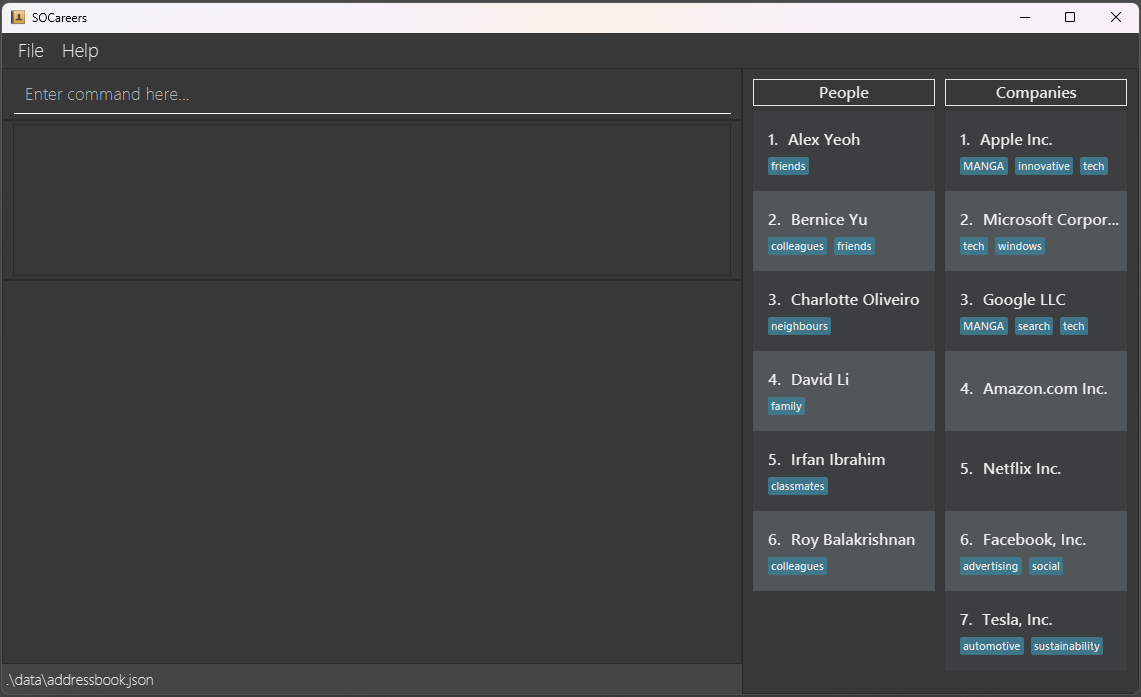 SOCareers
File Help
Enter command here...
People
1. Alex Yeoh
friends
2. Bernice Yu
colleagues friends
3. Charlotte Oliveiro
neighbours
4. David Li
family
5. Irfan Ibrahim
classmates
6. Roy Balakrishnan
colleagues
Companies
1. Apple Inc.
MANGA innovative tech
2. Microsoft Corpor...
tech windows
3. Google LLC
MANGA search tech
4. Amazon.com Inc.
5. Netflix Inc.
6. Facebook, Inc.
advertising social
7. Tesla, Inc.
automotive sustainability
.\data\addressbook.json